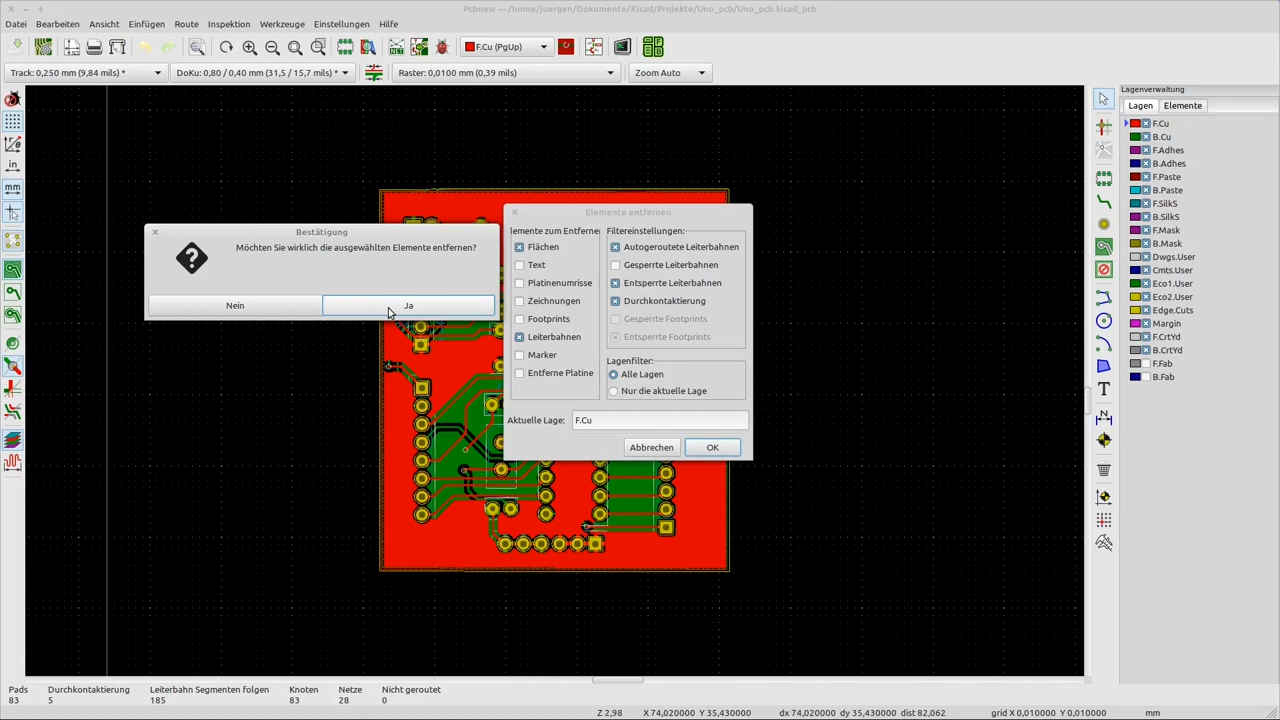 Pcbnew — /home/juergen/Dokumente/Kicad/Projekte/Uno_pcb/Uno_pcb.kicad_pcb
Datei Bearbeiten Ansicht Einfügen Route Inspektion Werkzeuge Einstellungen Hilfe
NET
F.Cu (PgUp)
Track: 0,250 mm (9,84 mils) *
DoKu: 0,80 / 0,40 mm (31,5 / 15,7 mils) *
Raster: 0,0100 mm (0,39 mils)
Zoom Auto
in
mm
Bestätigung
Möchten Sie wirklich die ausgewählten Elemente entfernen?
Nein
Ja
Elemente entfernen
lemente zum Entferne
Flächen
Text
Platinenumrisse
Zeichnungen
Footprints
Leiterbahnen
Marker
Entferne Platine
Filtereinstellungen:
Autogeroutete Leiterbahnen
Gesperrte Leiterbahnen
Entsperrte Leiterbahnen
Durchkontaktierung
Gesperrte Footprints
Entsperrte Footprints
Lagenfilter:
Alle Lagen
Nur die aktuelle Lage
Aktuelle Lage: F.Cu
Abbrechen
OK
Lagenverwaltung
Lagen Elemente
F.Cu
B.Cu
F.Adhes
B.Adhes
F.Paste
B.Paste
F.SilkS
B.SilkS
F.Mask
B.Mask
Dwgs.User
Cmts.User
Eco1.User
Eco2.User
Edge.Cuts
Margin
F.CrtYd
B.CrtYd
F.Fab
B.Fab
Pads Durchkontaktierung Leiterbahn Segmenten folgen Knoten Netze Nicht geroutet
83 5 185 83 28 0
Z 2,98 X 74,020000 Y 35,430000 dx 74,020000 dy 35,430000 dist 82,062 grid X 0,010000 Y 0,010000 mm